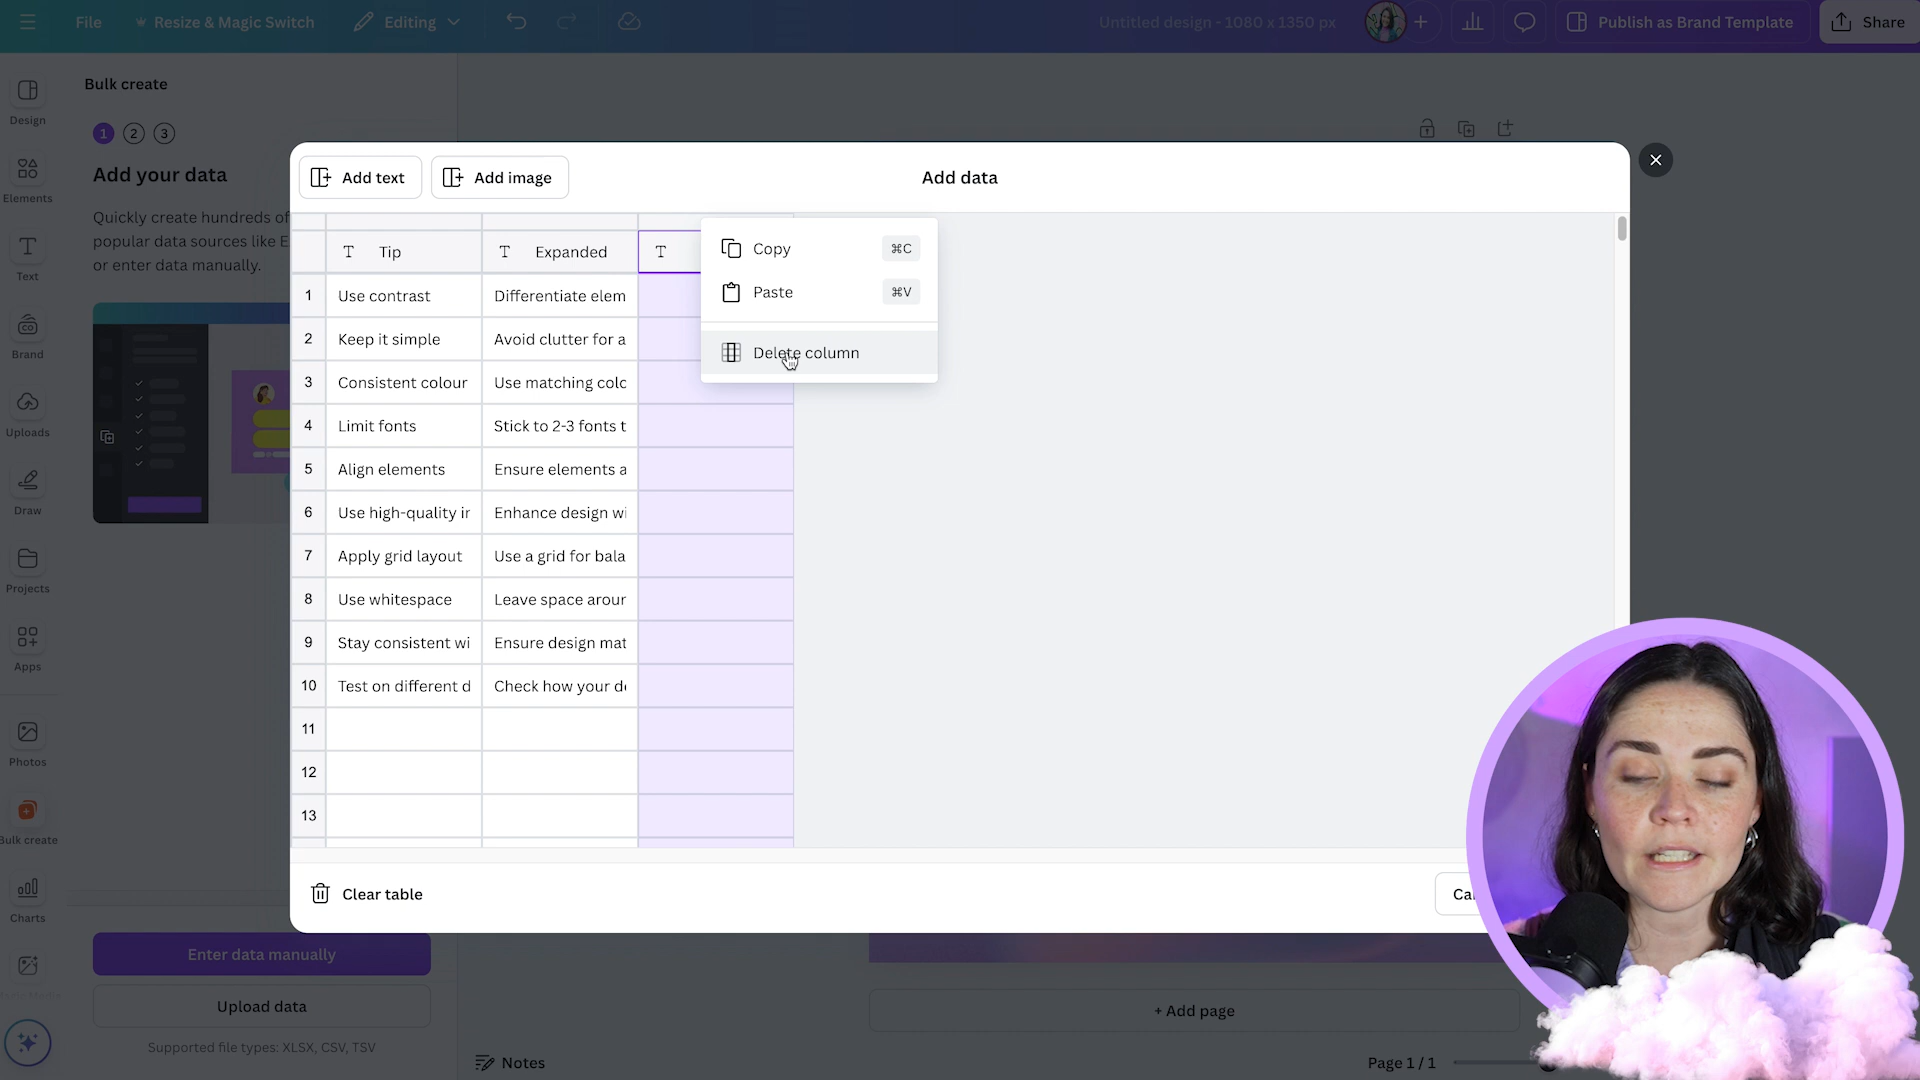 File
Resize & Magic Switch
Editing
Untitled design - 1080 x 1350 px
Publish as Brand Template
Share
Design
Elements
Text
Brand
Uploads
Draw
Projects
Apps
Photos
Bulk create
Charts
Bulk create
1 2 3
Add your data
Quickly create hundreds of
popular data sources like E
or enter data manually.
Enter data manually
Upload data
Supported file types: XLSX, CSV, TSV
Add text
Add image
Add data
Tip Expanded
1 Use contrast Differentiate elem
2 Keep it simple Avoid clutter for a
3 Consistent colour Use matching colo
4 Limit fonts Stick to 2-3 fonts t
5 Align elements Ensure elements a
6 Use high-quality ir Enhance design wi
7 Apply grid layout Use a grid for bala
8 Use whitespace Leave space arour
9 Stay consistent wi Ensure design mat
10 Test on different d Check how your de
11
12
13
Copy ⌘C
Paste ⌘V
Delete column
Clear table
Ca
+ Add page
Notes
Page 1 / 1